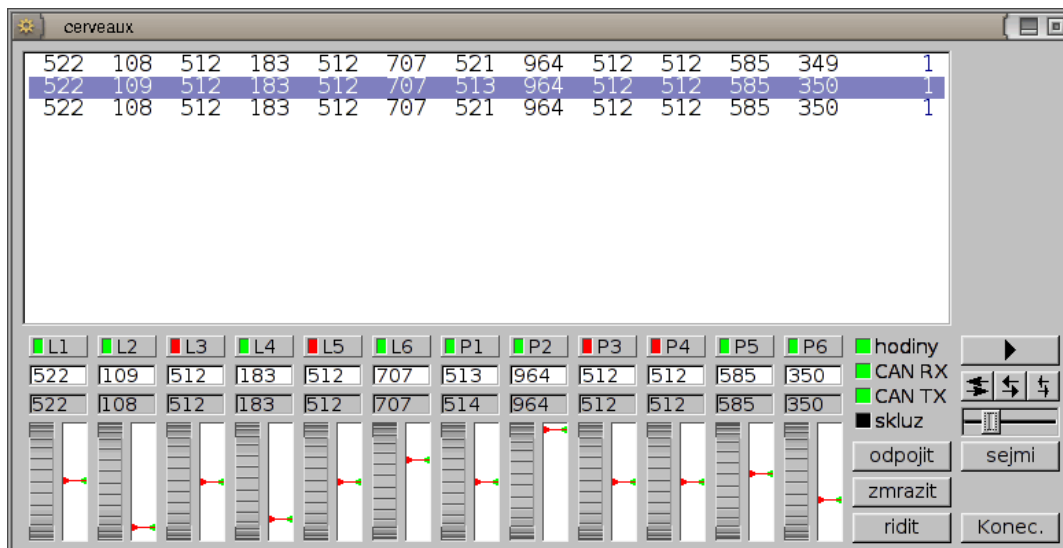 cerveaux
522 108 512 183 512 707 521 964 512 512 585 349 1
522 109 512 183 512 707 513 964 512 512 585 350 1
522 108 512 183 512 707 521 964 512 512 585 350 1
L1 L2 L3 L4 L5 L6 P1 P2 P3 P4 P5 P6 hodiny
522 109 512 183 512 707 513 964 512 512 585 350 CAN RX
522 108 512 183 512 707 514 964 512 512 585 350 CAN TX
skluz
odpojit sejmi
zmrazit
ridit Konec.